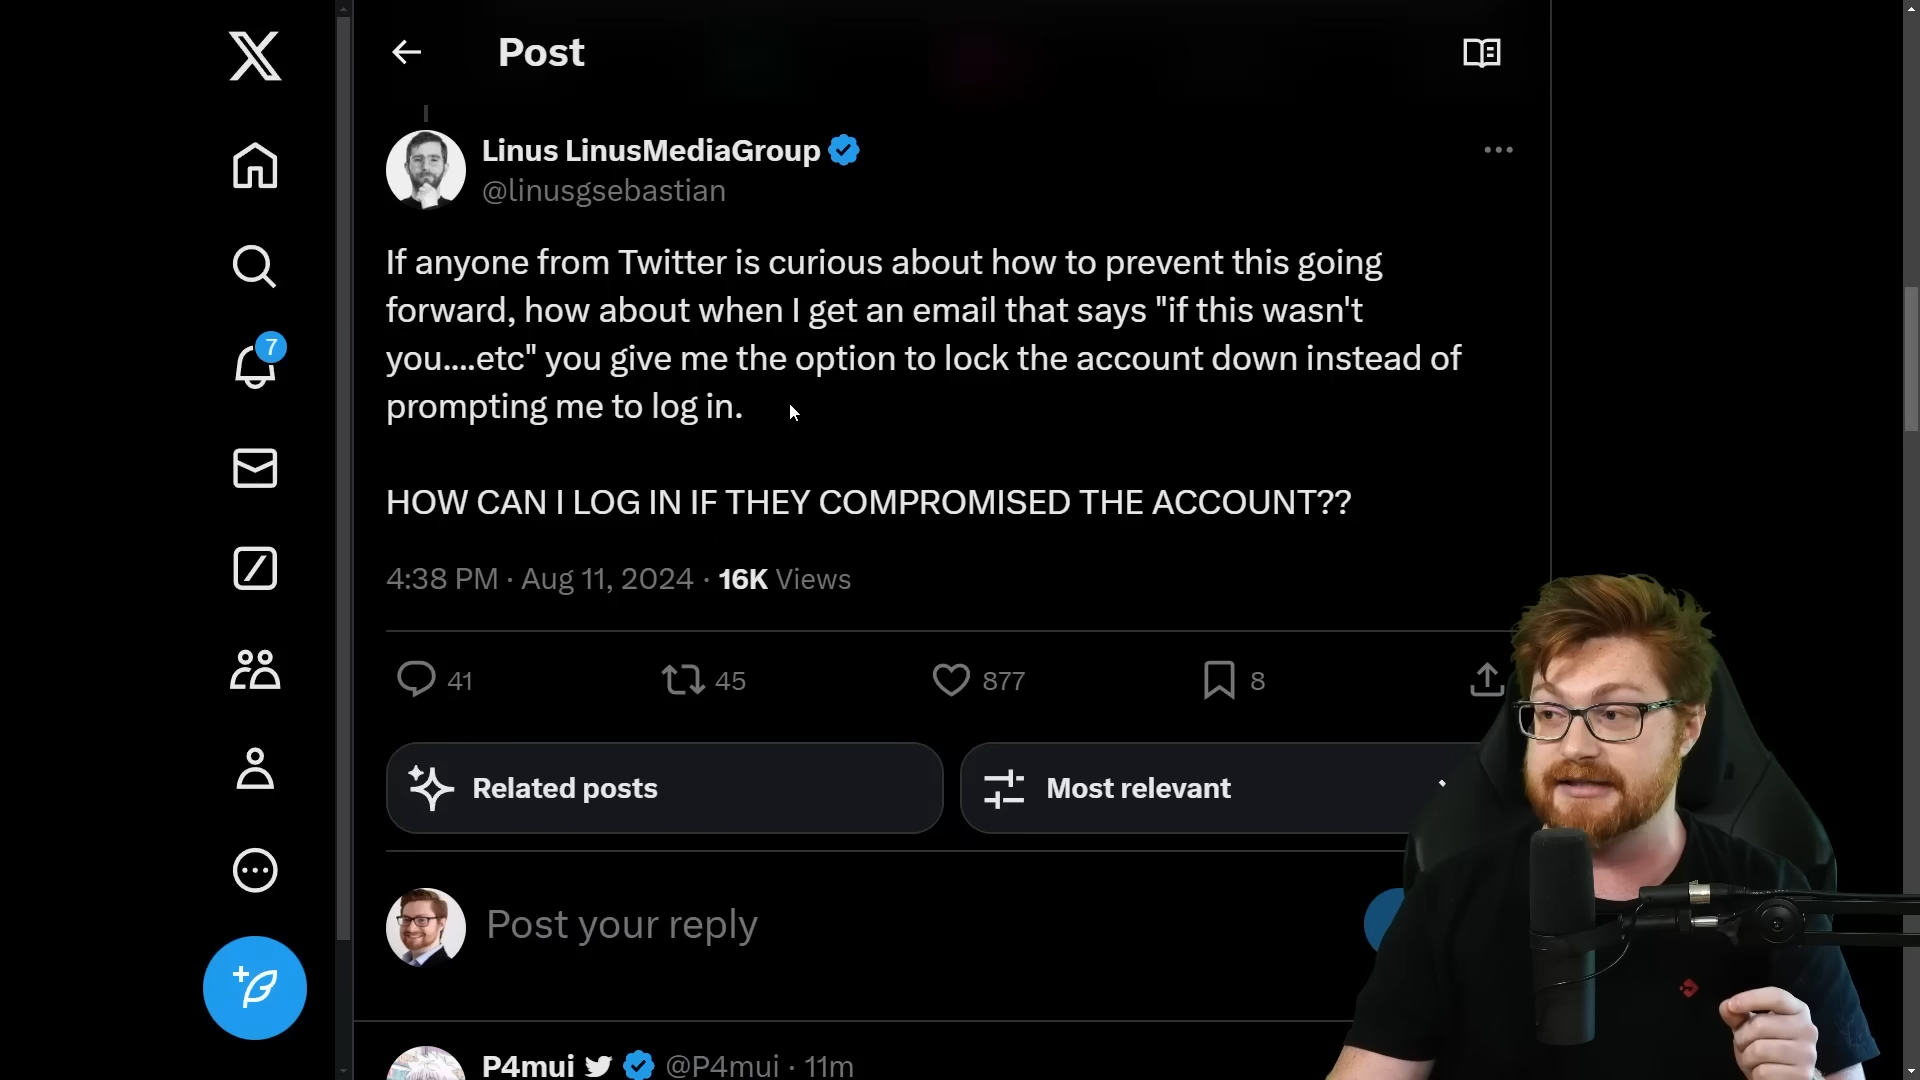 Post
7
Linus LinusMediaGroup
@linusgsebastian
If anyone from Twitter is curious about how to prevent this going
forward, how about when I get an email that says "if this wasn't
you....etc" you give me the option to lock the account down instead of
prompting me to log in.
HOW CAN I LOG IN IF THEY COMPROMISED THE ACCOUNT??
4:38 PM · Aug 11, 2024 · 16K Views
41 45 877 8
Related posts Most relevant
Post your reply
P4mui @P4mui · 11m